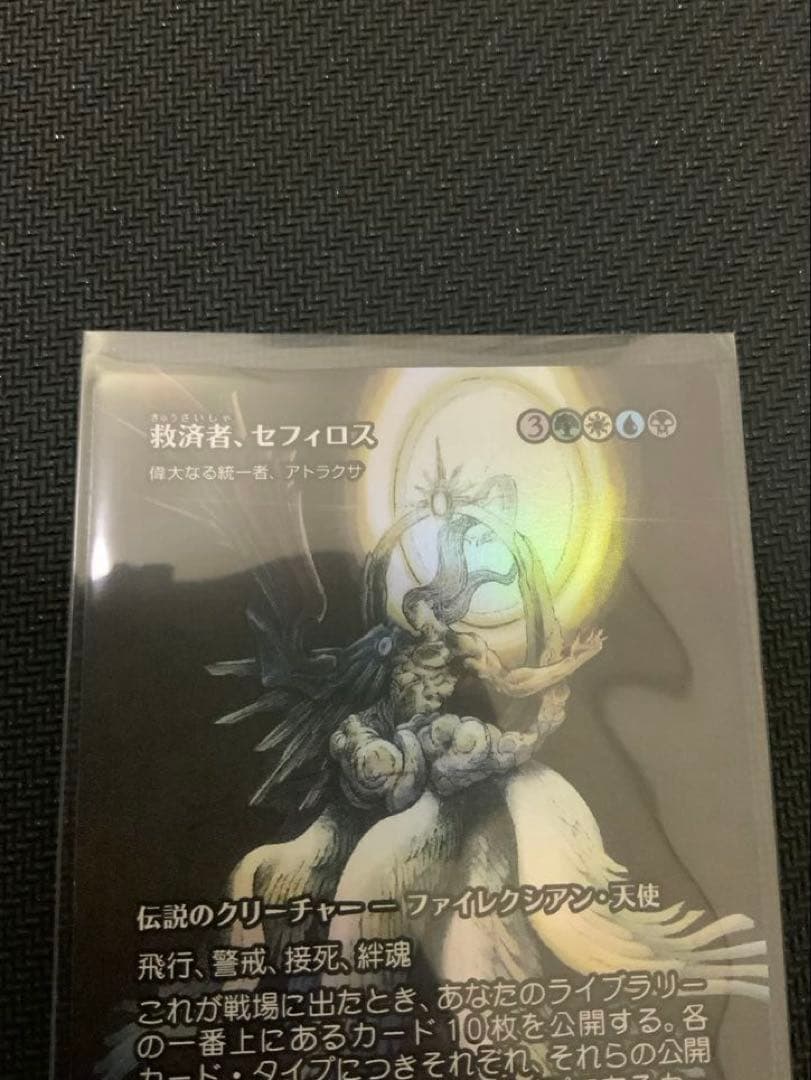 きゅうさいしゃ
救済者、セフィロス 3
偉大なる統一者、アトラクサ
伝説のクリーチャー — ファイレクシアン・天使
飛行、警戒、接死、絆魂
これが戦場に出たとき、あなたのライブラリー
の一番上にあるカード10枚を公開する。各
カード・タイプにつきそれぞれ、それらの公開